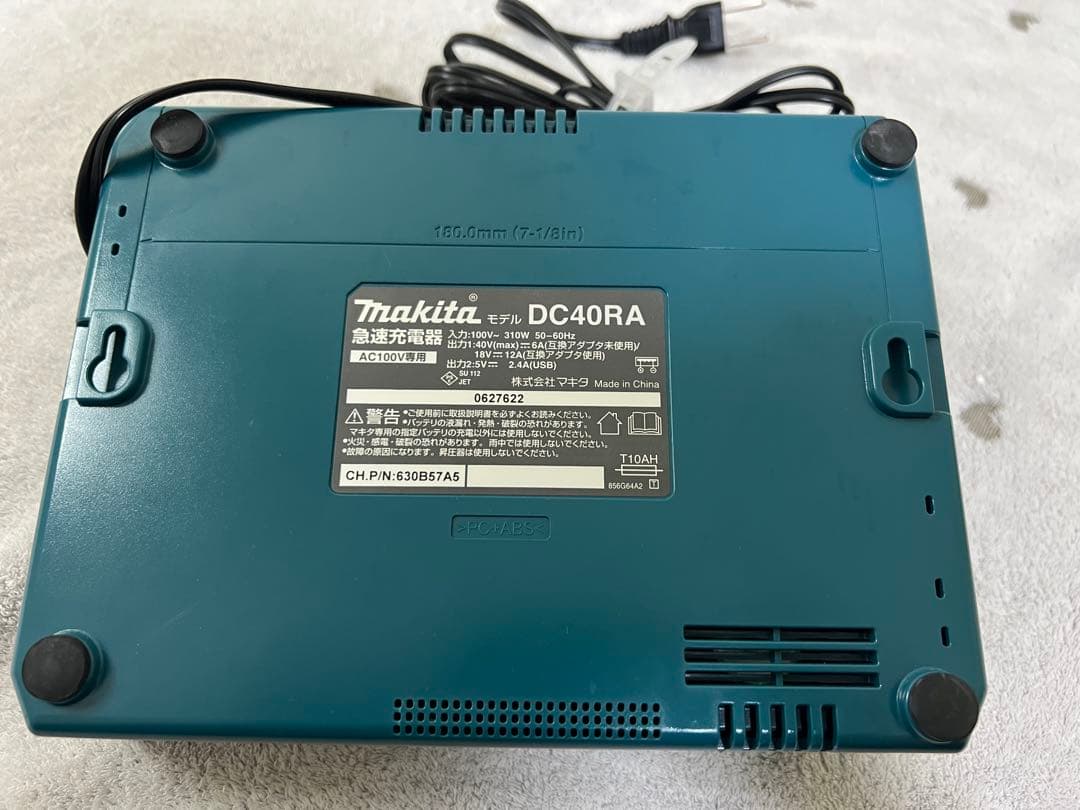 180.0mm (7-1/8in)
makita® モデル DC40RA
急速充電器
AC100V専用
入力:100V~ 310W 50-60Hz
出力1:40V(max)⎓6A(互換アダプタ未使用)/
18V⎓12A(互換アダプタ使用)
出力2:5V⎓ 2.4A(USB)
SU 112
JET
株式会社マキタ Made in China
0627622
⚠警告 •ご使用前に取扱説明書を必ずよくお読みください。
•バッテリの液漏れ・発熱・破裂の恐れがあります。
マキタ専用の指定バッテリの充電以外には使用しないでください。
•火災・感電・破裂の恐れがあります。雨中では使用しないでください。
•故障の原因になります。昇圧器は使用しないでください。
T10AH
CH.P/N:630B57A5
856G64A2 T
>PC+ABS<